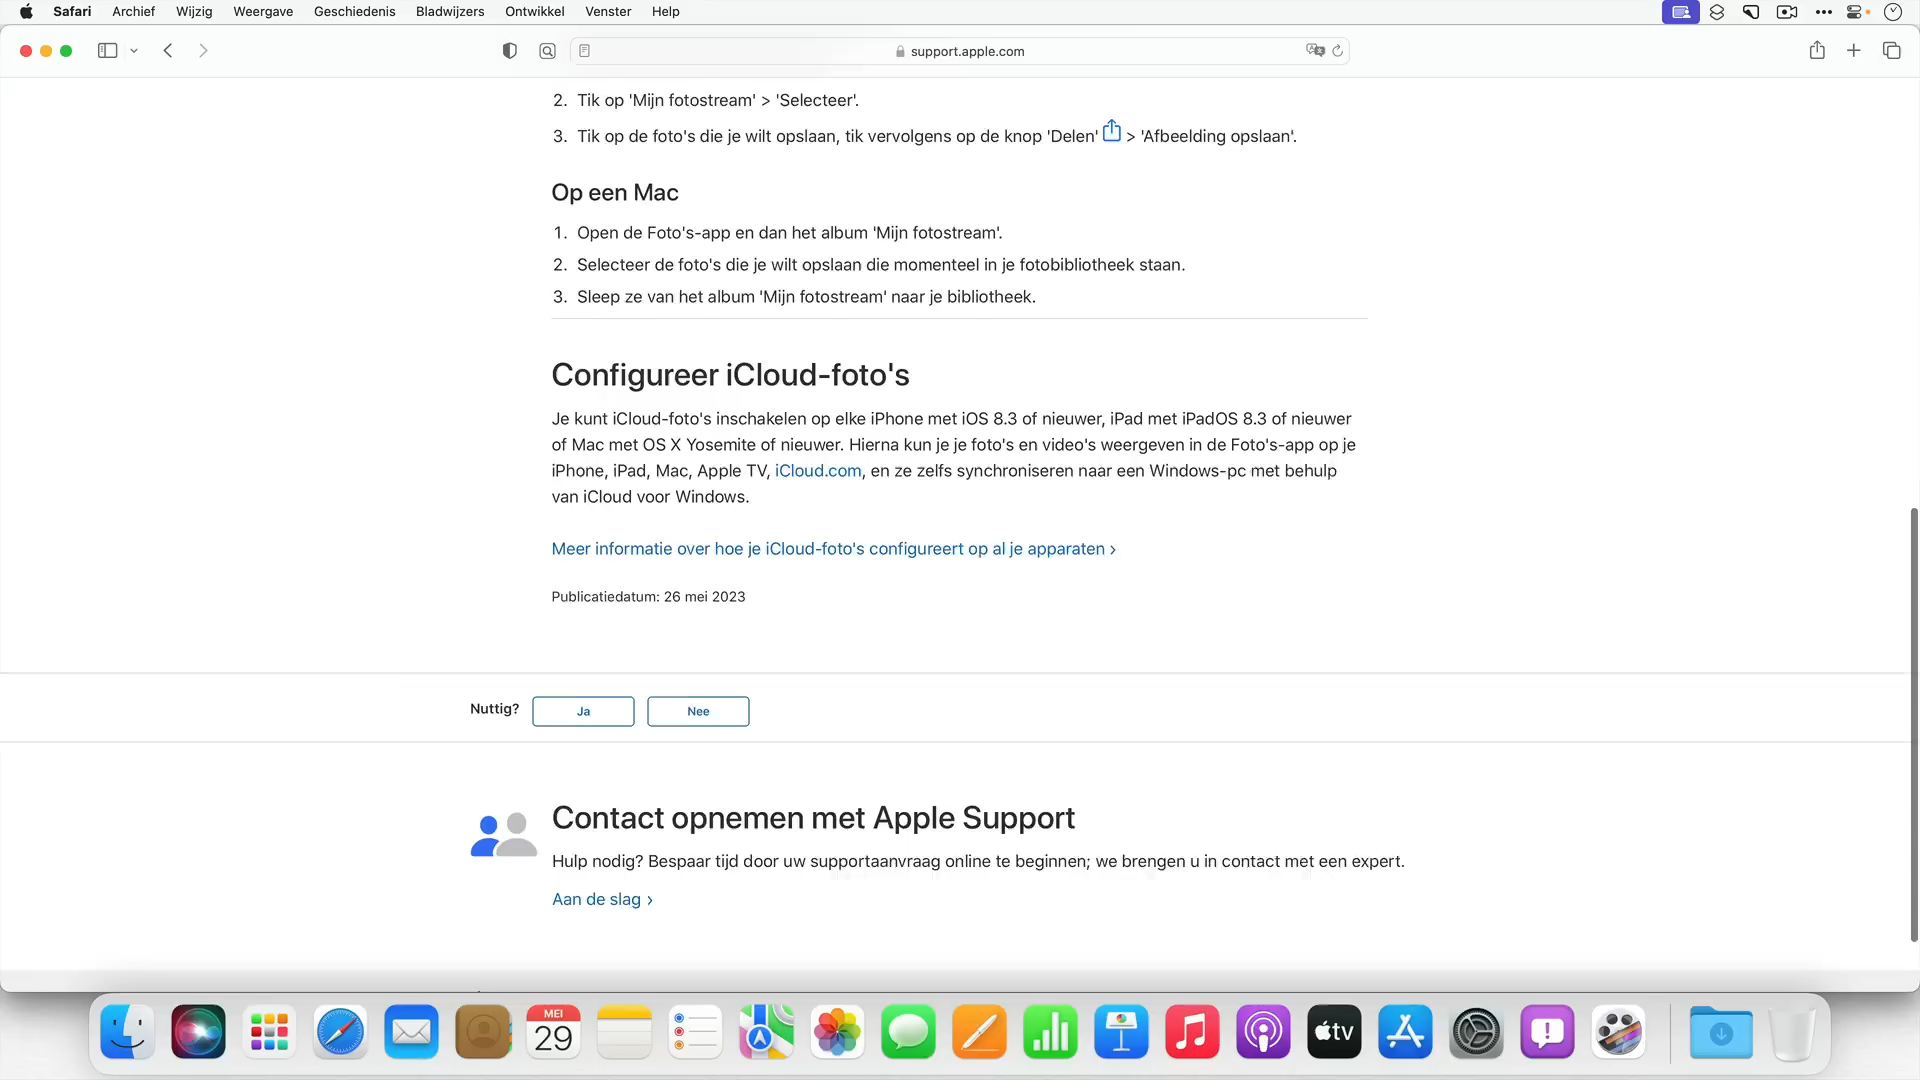 Safari Archief Wijzig Weergave Geschiedenis Bladwijzers Ontwikkel Venster Help
support.apple.com
2. Tik op 'Mijn fotostream' > 'Selecteer'.
3. Tik op de foto's die je wilt opslaan, tik vervolgens op de knop 'Delen' > 'Afbeelding opslaan'.
Op een Mac
1. Open de Foto's-app en dan het album 'Mijn fotostream'.
2. Selecteer de foto's die je wilt opslaan die momenteel in je fotobibliotheek staan.
3. Sleep ze van het album 'Mijn fotostream' naar je bibliotheek.
Configureer iCloud-foto's
Je kunt iCloud-foto's inschakelen op elke iPhone met iOS 8.3 of nieuwer, iPad met iPadOS 8.3 of nieuwer
of Mac met OS X Yosemite of nieuwer. Hierna kun je je foto's en video's weergeven in de Foto's-app op je
iPhone, iPad, Mac, Apple TV, iCloud.com, en ze zelfs synchroniseren naar een Windows-pc met behulp
van iCloud voor Windows.
Meer informatie over hoe je iCloud-foto's configureert op al je apparaten ›
Publicatiedatum: 26 mei 2023
Nuttig? Ja Nee
Contact opnemen met Apple Support
Hulp nodig? Bespaar tijd door uw supportaanvraag online te beginnen; we brengen u in contact met een expert.
Aan de slag ›
MEI
29
tv